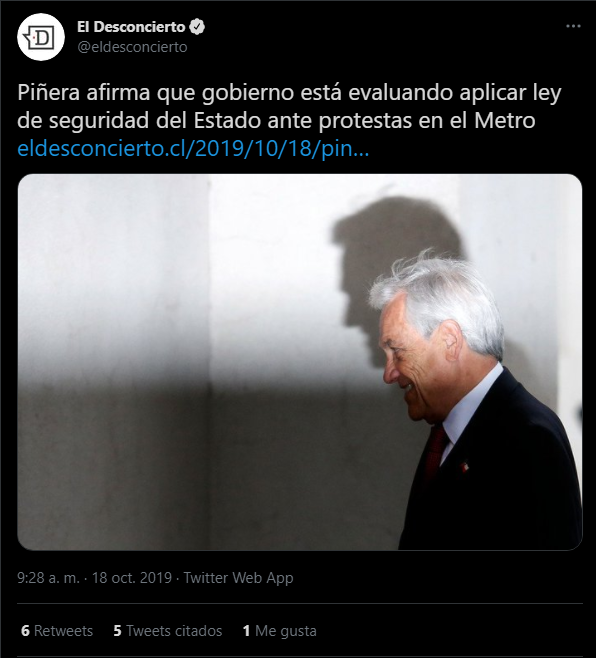 El Desconcierto
@eldesconcierto
Piñera afirma que gobierno está evaluando aplicar ley
de seguridad del Estado ante protestas en el Metro
eldesconcierto.cl/2019/10/18/pin...
9:28 a. m. · 18 oct. 2019 · Twitter Web App
6 Retweets 5 Tweets citados 1 Me gusta